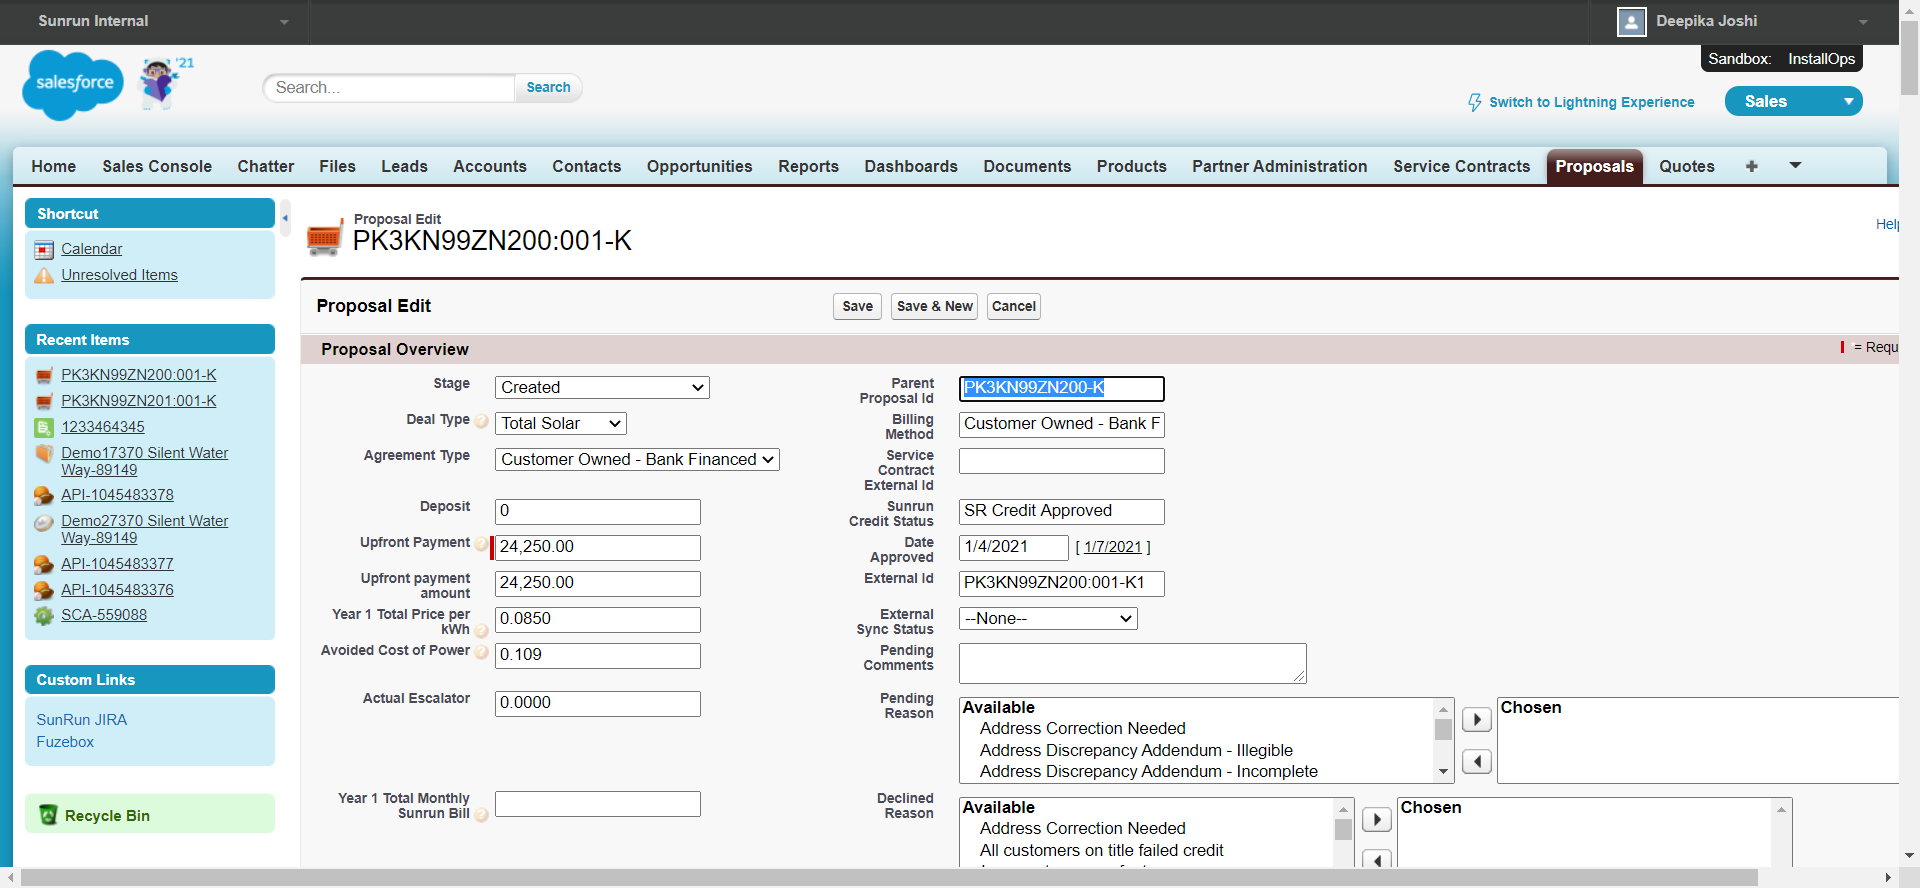 Sunrun Internal
Deepika Joshi
Sandbox: InstallOps
salesforce
'21
Search...
Search
Switch to Lightning Experience
Sales
Home Sales Console Chatter Files Leads Accounts Contacts Opportunities Reports Dashboards Documents Products Partner Administration Service Contracts Proposals Quotes +
Shortcut
Calendar
Unresolved Items
Recent Items
PK3KN99ZN200:001-K
PK3KN99ZN201:001-K
1233464345
Demo17370 Silent Water
Way-89149
API-1045483378
Demo27370 Silent Water
Way-89149
API-1045483377
API-1045483376
SCA-559088
Custom Links
SunRun JIRA
Fuzebox
Recycle Bin
Proposal Edit
PK3KN99ZN200:001-K
Help
Proposal Edit
Save
Save & New
Cancel
Proposal Overview
= Requ
Stage
Created
Deal Type
?
Total Solar
Agreement Type
Customer Owned - Bank Financed
Deposit
0
Upfront Payment
?
24,250.00
Upfront payment
amount
24,250.00
Year 1 Total Price per
kWh
?
0.0850
Avoided Cost of Power
?
0.109
Actual Escalator
0.0000
Year 1 Total Monthly
Sunrun Bill
?
Parent
Proposal Id
PK3KN99ZN200-K
Billing
Method
Customer Owned - Bank F
Service
Contract
External Id
Sunrun
Credit Status
SR Credit Approved
Date
Approved
1/4/2021
[ 1/7/2021 ]
External Id
PK3KN99ZN200:001-K1
External
Sync Status
--None--
Pending
Comments
Pending
Reason
Available
Address Correction Needed
Address Discrepancy Addendum - Illegible
Address Discrepancy Addendum - Incomplete
Chosen
Declined
Reason
Available
Address Correction Needed
All customers on title failed credit
Chosen